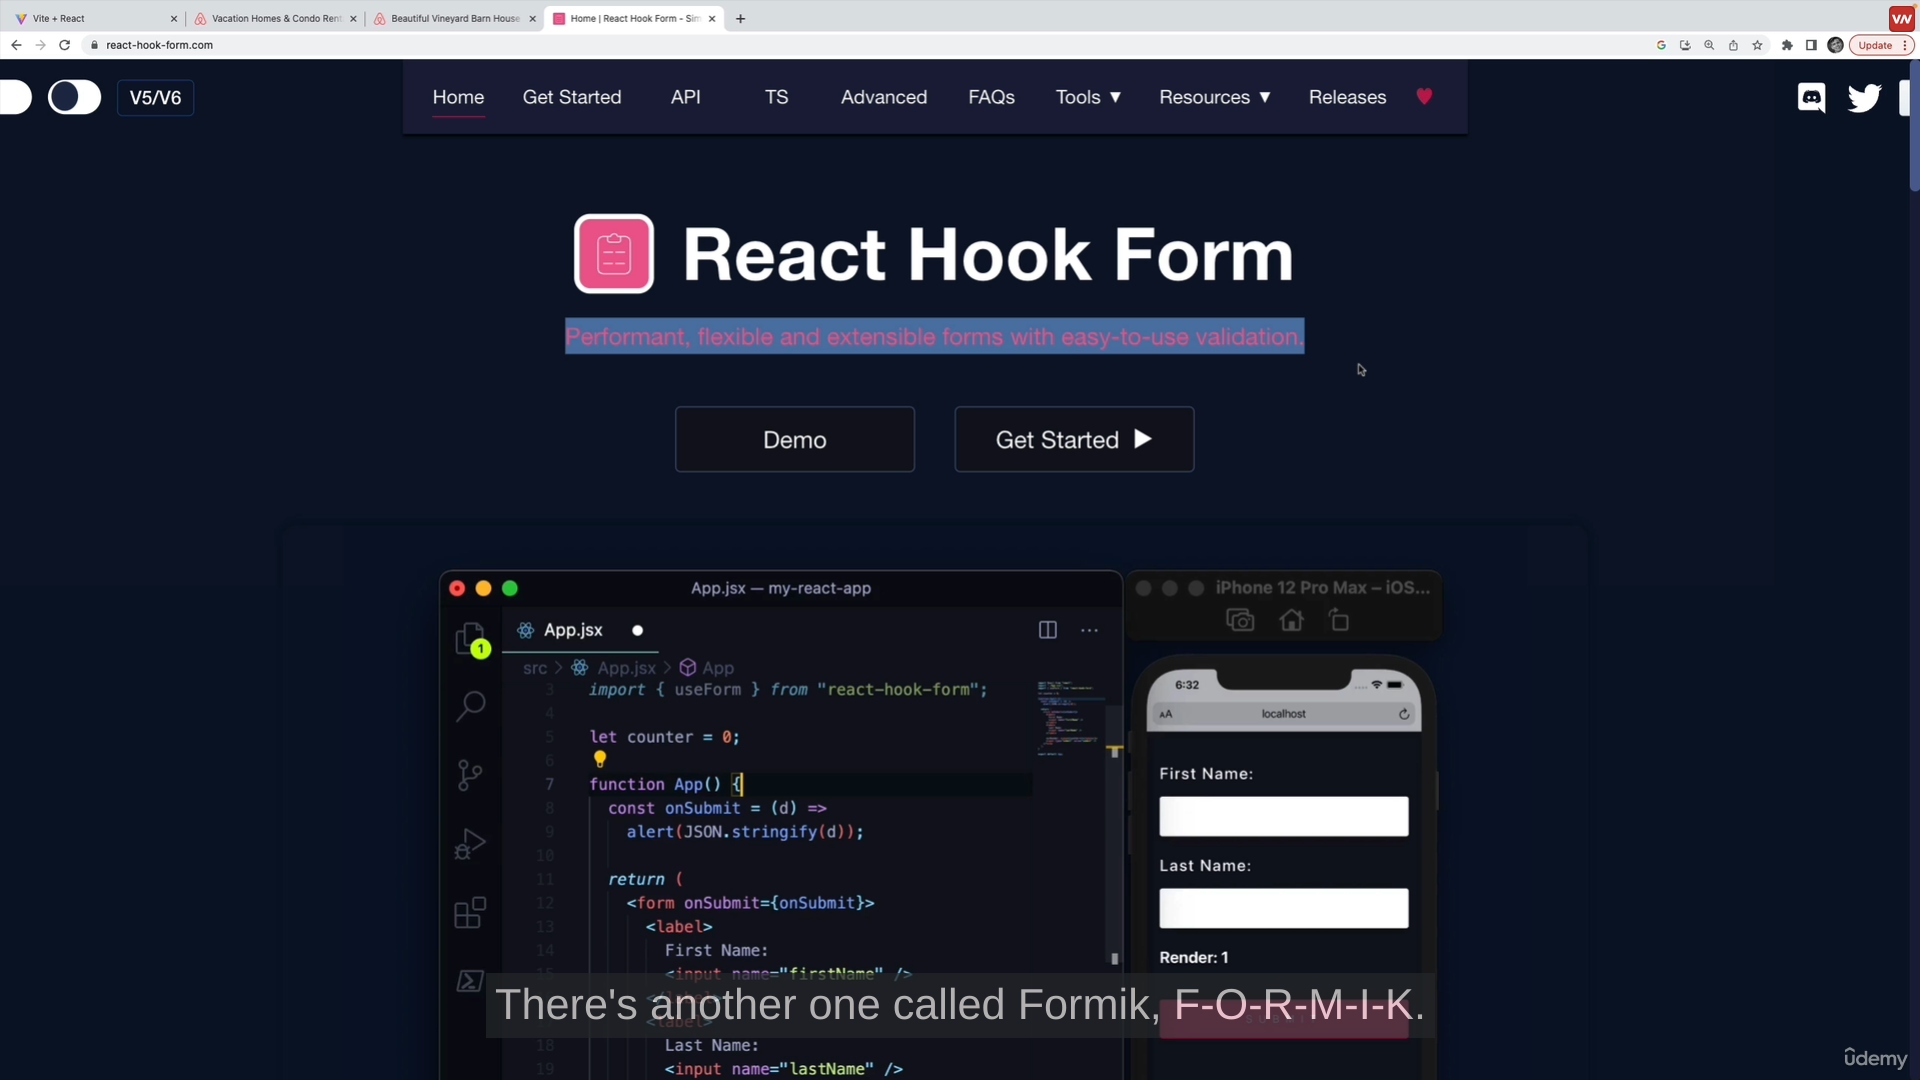 Vite + React
Vacation Homes & Condo Ren
Beautiful Vineyard Barn House
Home | React Hook Form - Sim
react-hook-form.com
Update
V5/V6
Home
Get Started
API
TS
Advanced
FAQs
Tools ▼
Resources ▼
Releases
React Hook Form
Performant, flexible and extensible forms with easy-to-use validation.
Demo
Get Started ▶
App.jsx — my-react-app
iPhone 12 Pro Max – iOS...
1
App.jsx
src > App.jsx > App
3 import { useForm } from "react-hook-form";
4
5 let counter = 0;
6
7 function App() {
8 const onSubmit = (d) =>
9 alert(JSON.stringify(d));
10
11 return (
12 <form onSubmit={onSubmit}>
13 <label>
14 First Name:
<input name="firstName" />
<label>
18 Last Name:
19 <input name="lastName" />
6:32
AA
localhost
First Name:
Last Name:
Render: 1
There's another one called Formik, F-O-R-M-I-K.
ûdemy